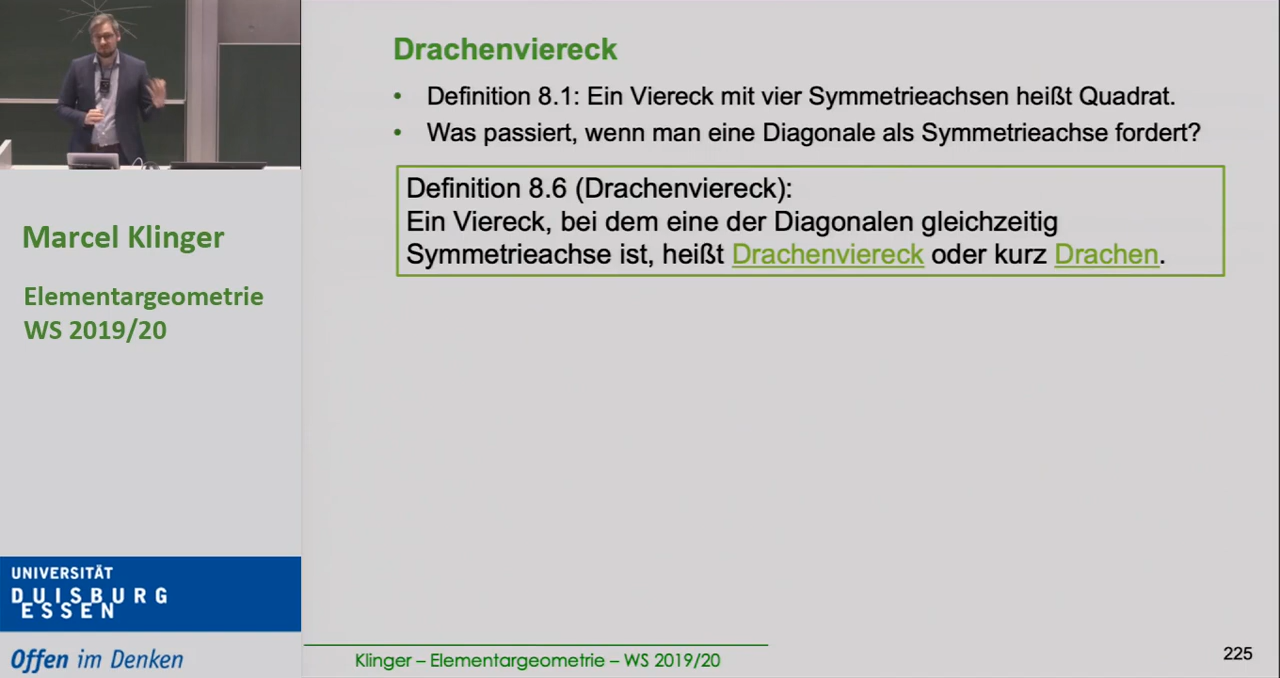 Drachenviereck
• Definition 8.1: Ein Viereck mit vier Symmetrieachsen heißt Quadrat.
• Was passiert, wenn man eine Diagonale als Symmetrieachse fordert?
Definition 8.6 (Drachenviereck):
Ein Viereck, bei dem eine der Diagonalen gleichzeitig
Symmetrieachse ist, heißt Drachenviereck oder kurz Drachen.
Marcel Klinger
Elementargeometrie
WS 2019/20
UNIVERSITÄT
DUISBURG
ESSEN
Offen im Denken
Klinger – Elementargeometrie – WS 2019/20
225